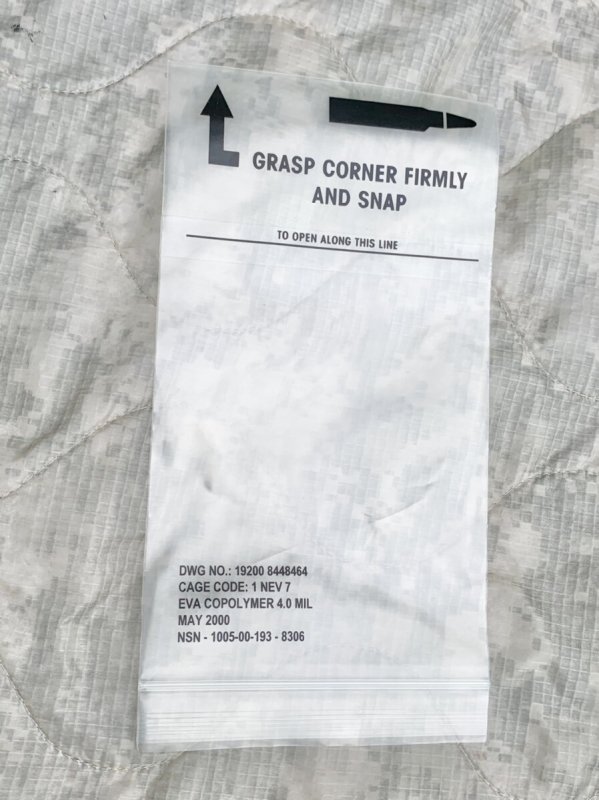 GRASP CORNER FIRMLY
AND SNAP
TO OPEN ALONG THIS LINE
DWG NO.: 19200 8448464
CAGE CODE: 1 NEV 7
EVA COPOLYMER 4.0 MIL
MAY 2000
NSN - 1005-00-193 - 8306